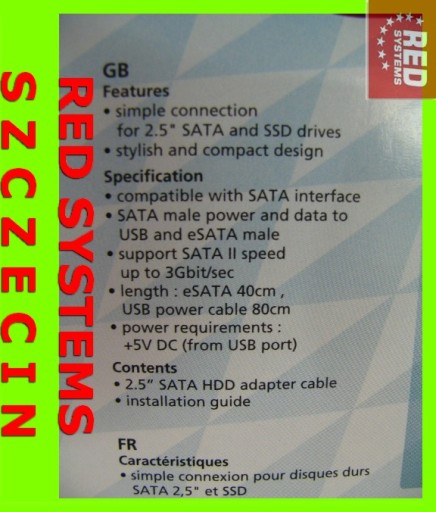 SZCZECIN
RED SYSTEMS
RED
SYSTEMS
GB
Features
• simple connection
for 2.5" SATA and SSD drives
• stylish and compact design
Specification
• compatible with SATA interface
• SATA male power and data to
USB and eSATA male
• support SATA II speed
up to 3Gbit/sec
• length : eSATA 40cm ,
USB power cable 80cm
• power requirements :
+5V DC (from USB port)
Contents
• 2.5” SATA HDD adapter cable
• installation guide
FR
Caractéristiques
• simple connexion pour disques durs
SATA 2,5" et SSD